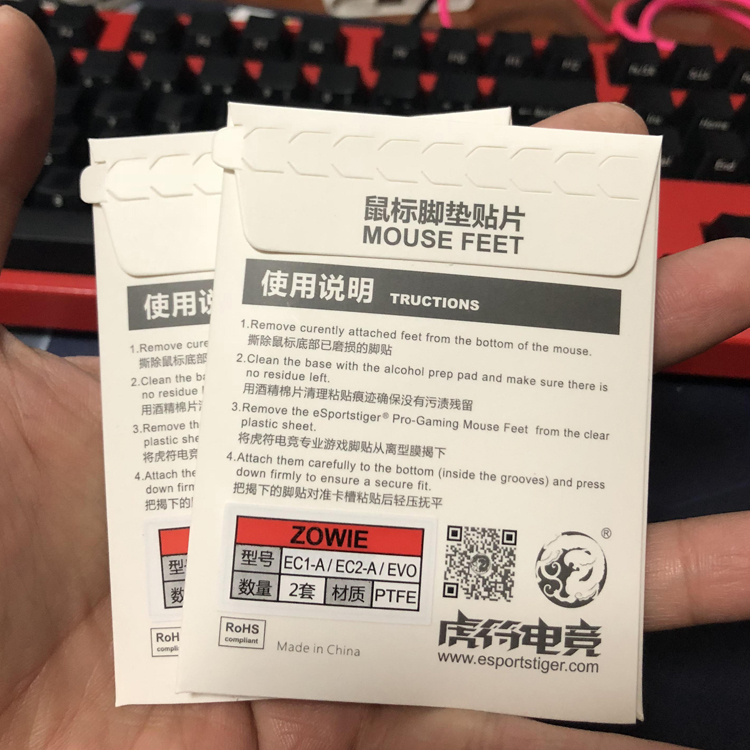 鼠标脚垫贴片
MOUSE FEET
使用说明 TRUCTIONS
1.Remove curently attached feet from the bottom of the mouse.
撕除鼠标底部已磨损的脚贴
2.Clean the base with the alcohol prep pad and make sure there is
no residue left.
用酒精棉片清理粘贴痕迹确保没有污渍残留
3.Remove the eSportstiger® Pro-Gaming Mouse Feet from the clear
plastic sheet.
将虎符电竞专业游戏脚贴从离型膜揭下
4.Attach them carefully to the bottom (inside the grooves) and press
down firmly to ensure a secure fit.
把揭下的脚贴对准卡槽粘贴后轻压抚平
ZOWIE
型号 EC1-A / EC2-A / EVO
数量 2套 材质 PTFE
RoHS
compliant
Made in China
®
虎符电竞
www.esportstiger.com
使用说
1.Remove cure
撕除鼠标底部
2.Clean the ba
no residue
用酒精棉片
3.Remove th
plastic she
将虎符电竞
4.Attach the
down firm
把揭下的
型
数
RoH
compli
Home
End